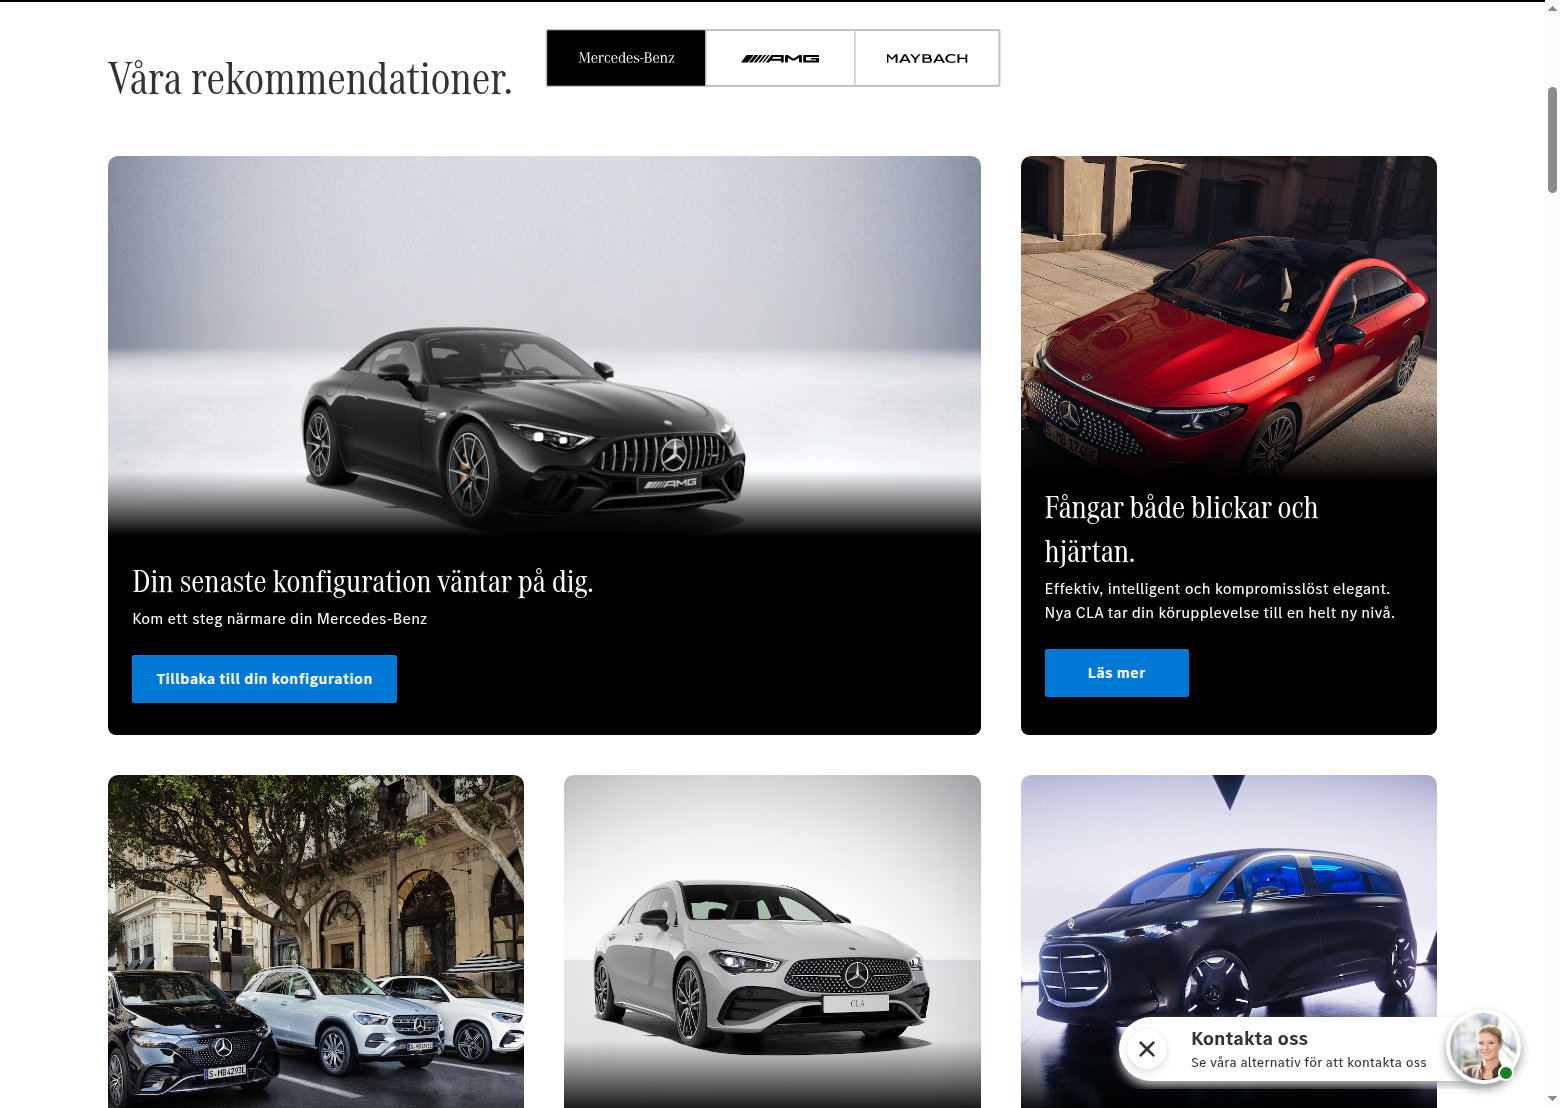 Våra rekommendationer.
Mercedes-Benz
AMG
MAYBACH
AMG
Din senaste konfiguration väntar på dig.
Kom ett steg närmare din Mercedes-Benz
Tillbaka till din konfiguration
Fångar både blickar och
hjärtan.
Effektiv, intelligent och kompromisslöst elegant.
Nya CLA tar din körupplevelse till en helt ny nivå.
Läs mer
CLA
Kontakta oss
Se våra alternativ för att kontakta oss